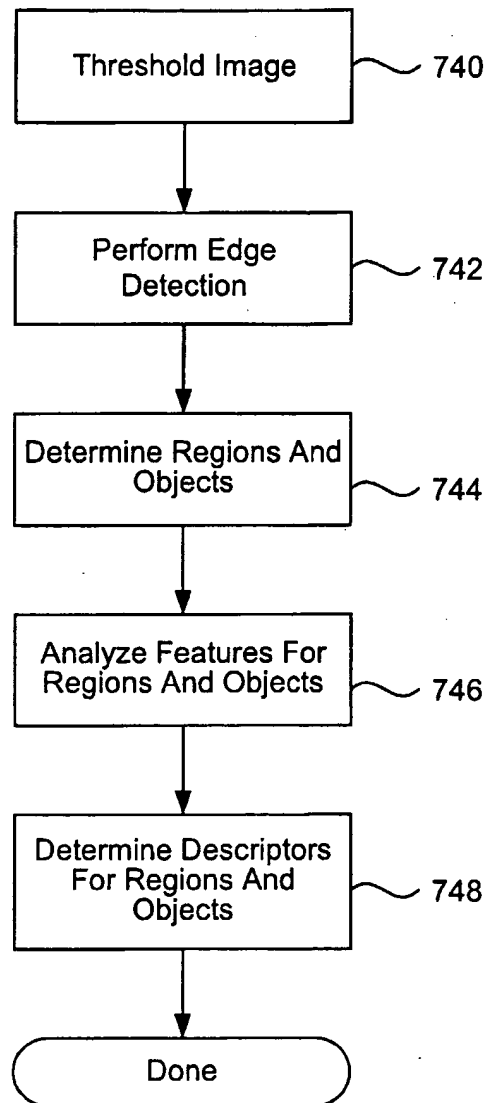 Threshold Image
740
Perform Edge
Detection
742
Determine Regions And
Objects
744
Analyze Features For
Regions And Objects
746
Determine Descriptors
For Regions And
Objects
748
Done